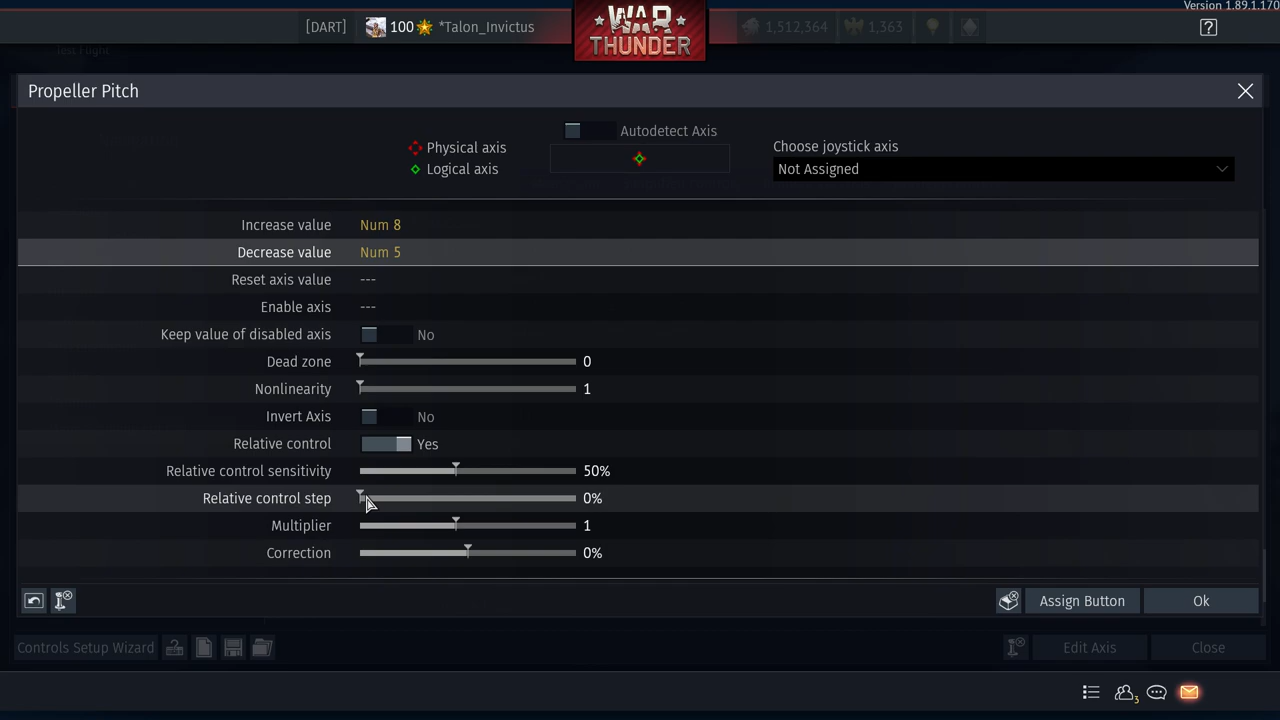 Version 1.89.1.170
[DART] 100 *Talon_Invictus
WAR
THUNDER
1,512,364 1,363
Test Flight
Propeller Pitch
Autodetect Axis
Physical axis
Logical axis
Choose joystick axis
Not Assigned
Increase value Num 8
Decrease value Num 5
Reset axis value ---
Enable axis ---
Keep value of disabled axis No
Dead zone 0
Nonlinearity 1
Invert Axis No
Relative control Yes
Relative control sensitivity 50%
Relative control step 0%
Multiplier 1
Correction 0%
Assign Button Ok
Controls Setup Wizard Edit Axis Close
3